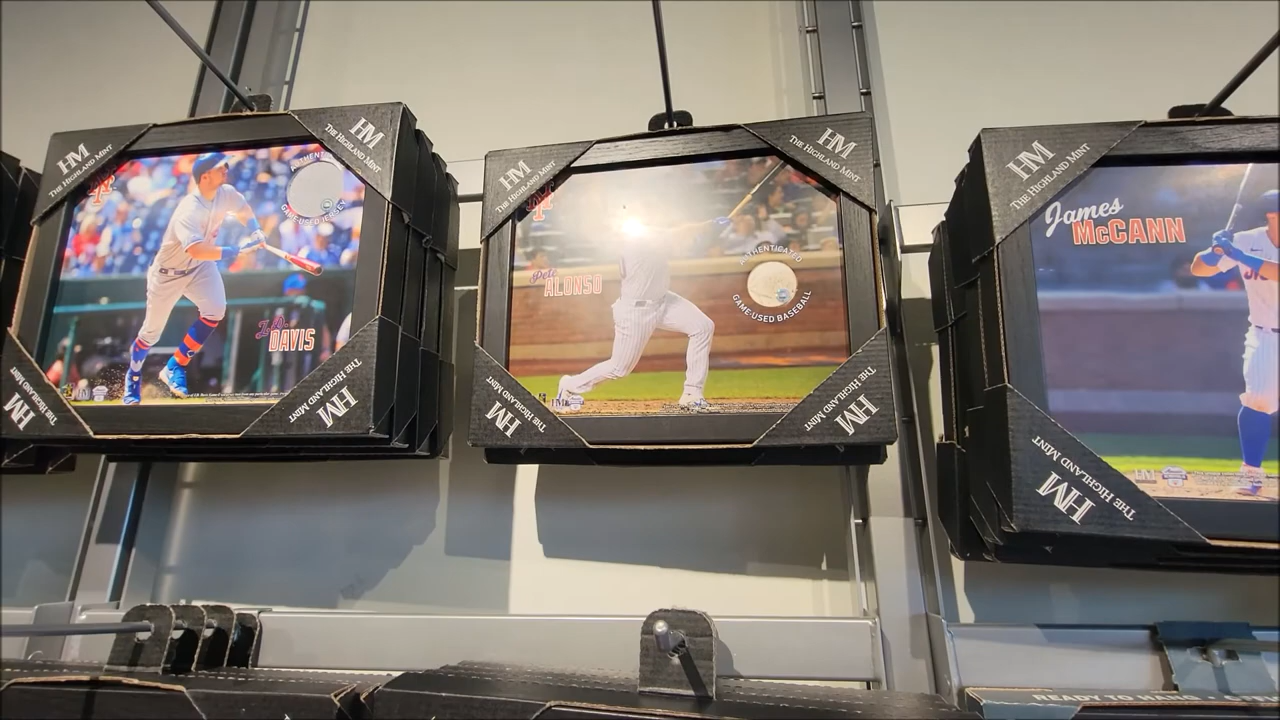 HM
THE HIGHLAND MINT
HM
THE HIGHLAND MINT
AUTHENTIC
GAME-USED JERSEY
J.D.
DAVIS
HM
THE HIGHLAND MINT
HM
THE HIGHLAND MINT
HM
THE HIGHLAND MINT
HM
THE HIGHLAND MINT
Pete
ALONSO
AUTHENTICATED
GAME-USED BASEBALL
HM
THE HIGHLAND MINT
HM
THE HIGHLAND MINT
HM
THE HIGHLAND MINT
James
McCANN
HM
THE HIGHLAND MINT
READY TO HANG